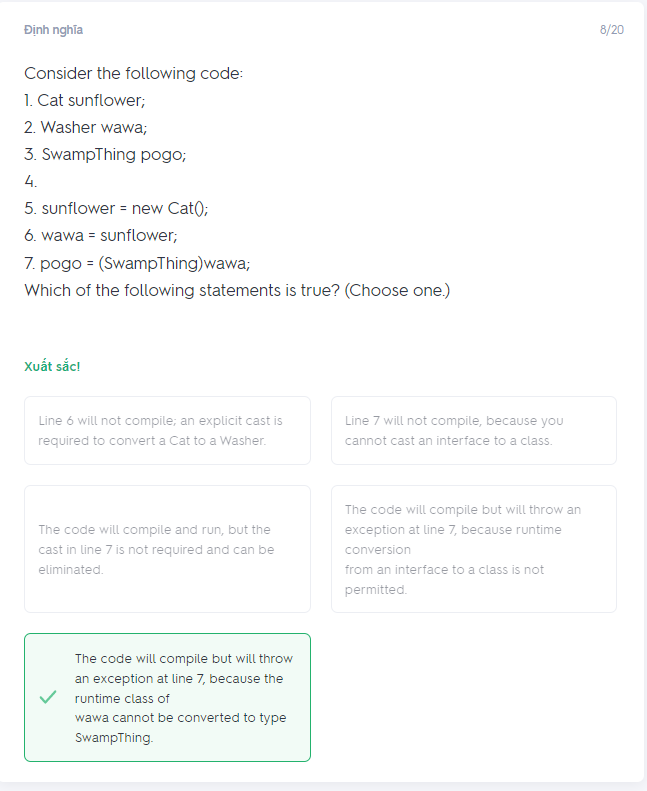 Định nghĩa
8/20
Consider the following code:
1. Cat sunflower;
2. Washer wawa;
3. SwampThing pogo;
4.
5. sunflower = new Cat();
6. wawa = sunflower;
7. pogo = (SwampThing)wawa;
Which of the following statements is true? (Choose one.)
Xuất sắc!
Line 6 will not compile; an explicit cast is
required to convert a Cat to a Washer.
Line 7 will not compile, because you
cannot cast an interface to a class.
The code will compile and run, but the
cast in line 7 is not required and can be
eliminated.
The code will compile but will throw an
exception at line 7, because runtime
conversion
from an interface to a class is not
permitted.
The code will compile but will throw
an exception at line 7, because the
runtime class of
wawa cannot be converted to type
SwampThing.